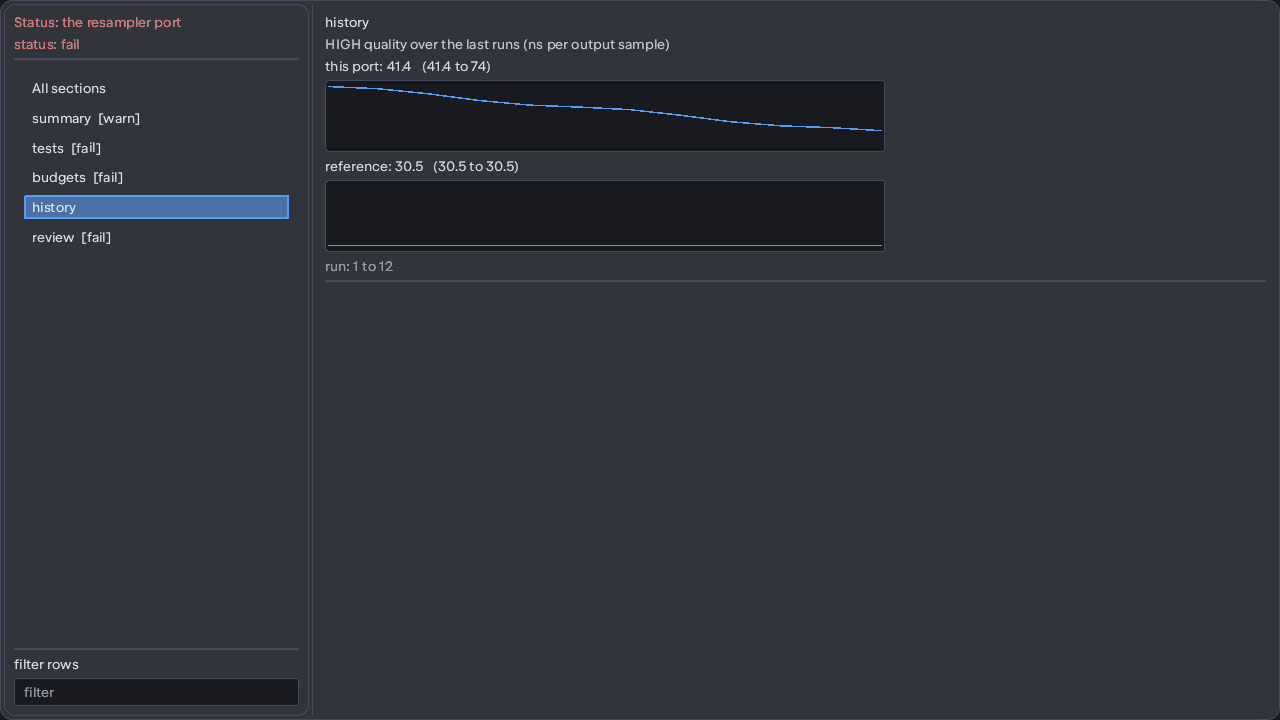 Status: the resampler port
status: fail
All sections
summary [warn]
tests [fail]
budgets [fail]
history
review [fail]
filter rows
filter
history
HIGH quality over the last runs (ns per output sample)
this port: 41.4 (41.4 to 74)
reference: 30.5 (30.5 to 30.5)
run: 1 to 12